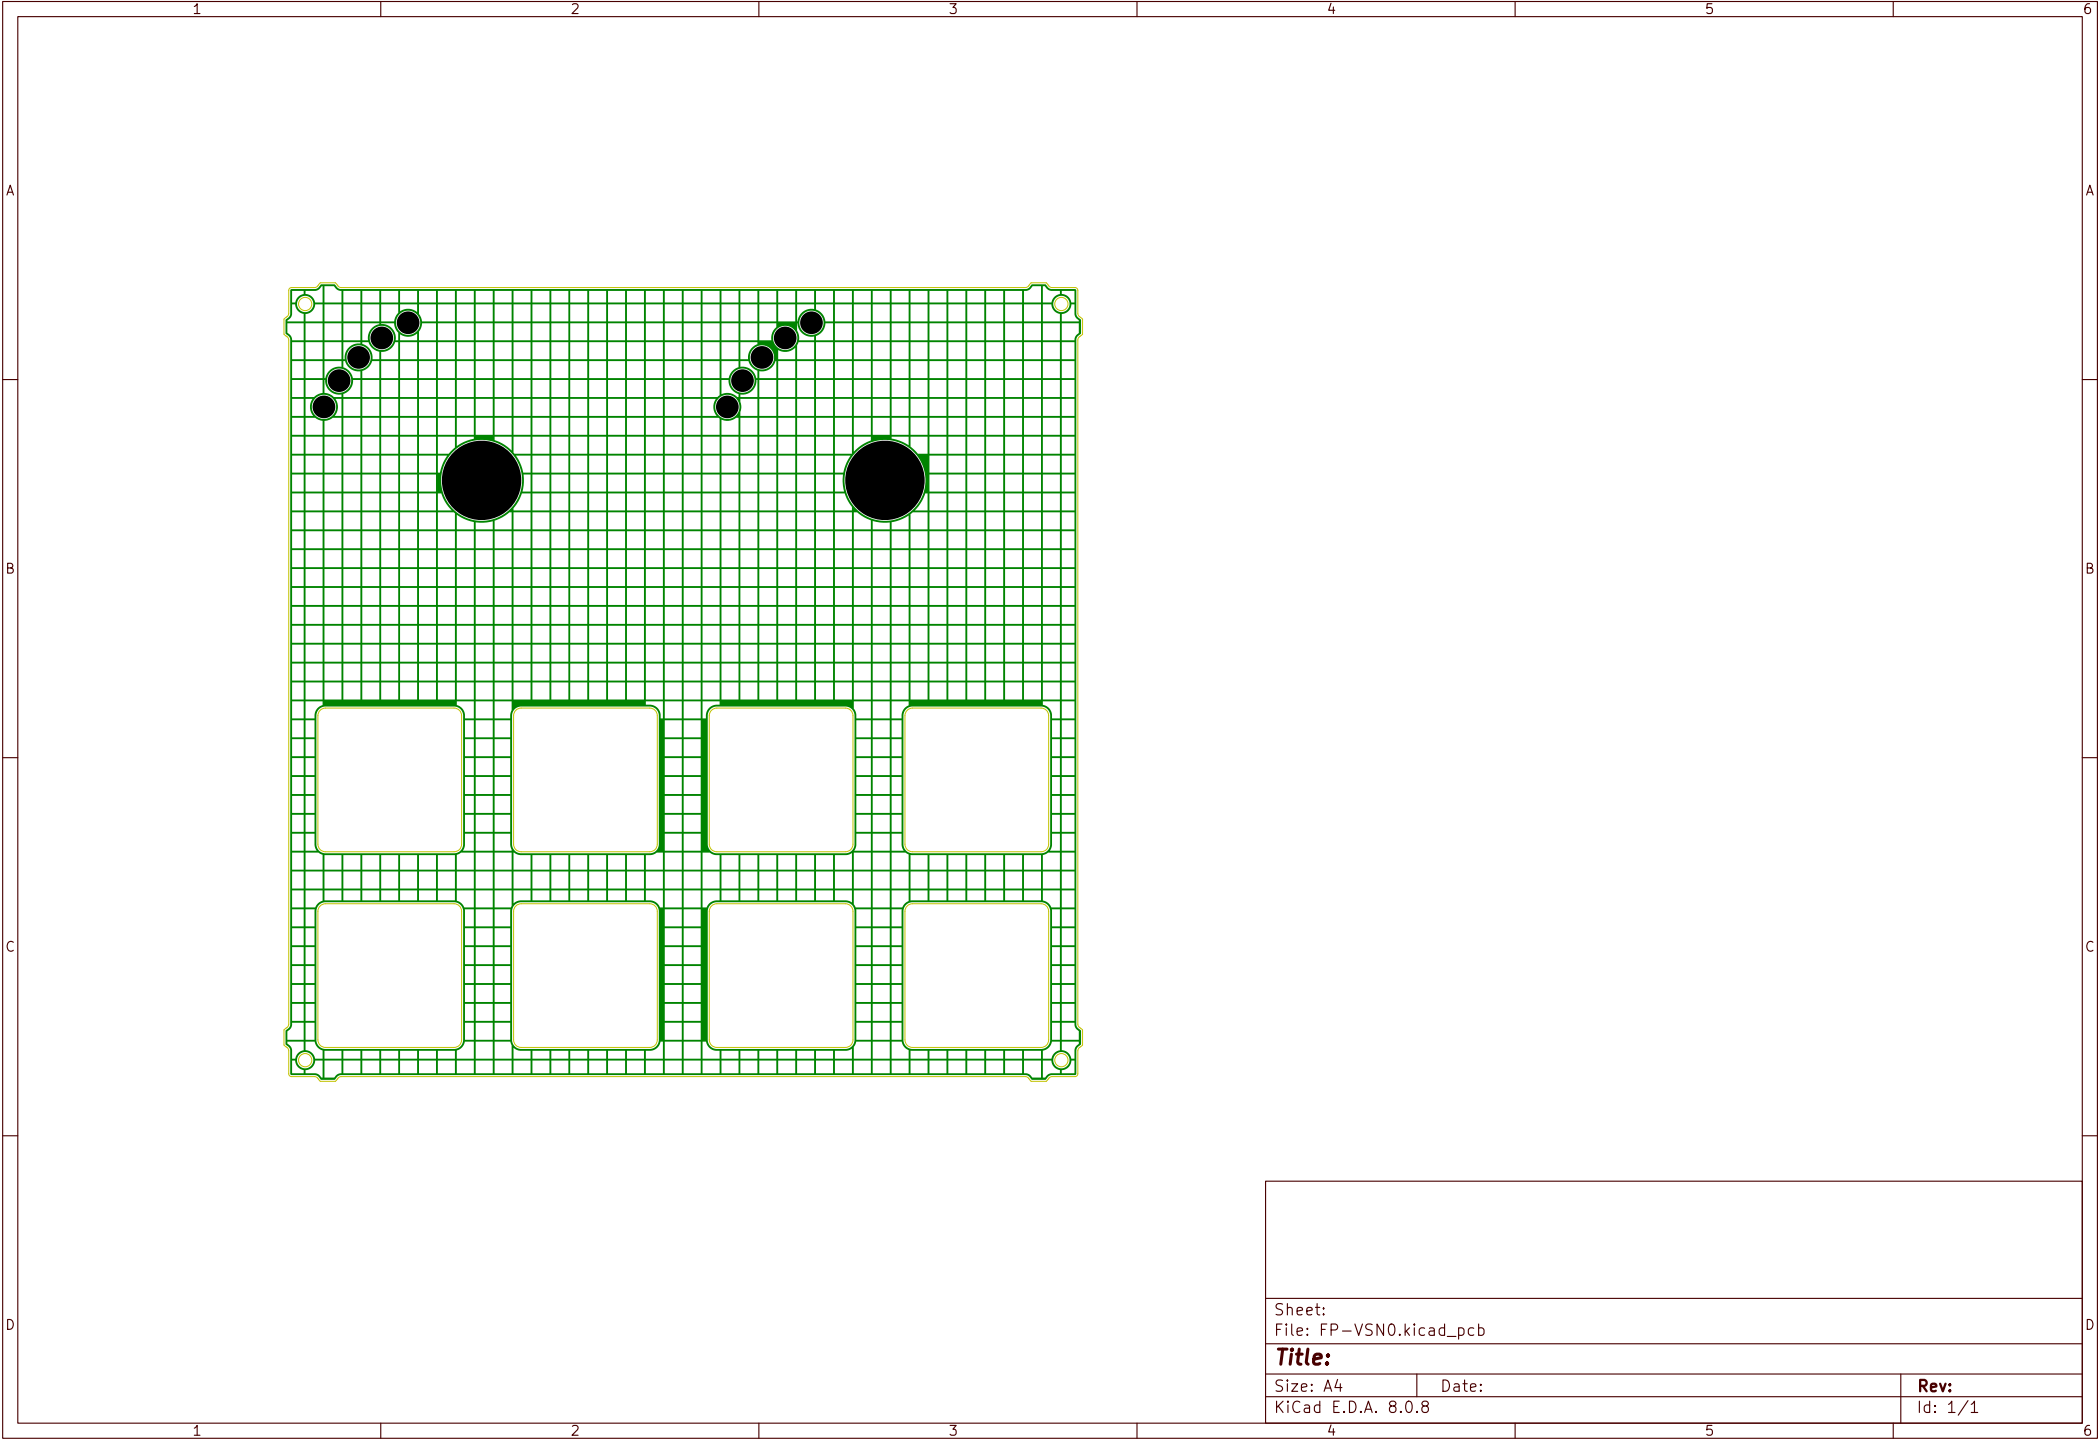 1 2 3 4 5 6
A A
B B
C C
D D
Sheet:
File: FP-VSN0.kicad_pcb
Title:
Size: A4 Date: Rev:
KiCad E.D.A. 8.0.8 Id: 1/1
1 2 3 4 5 6